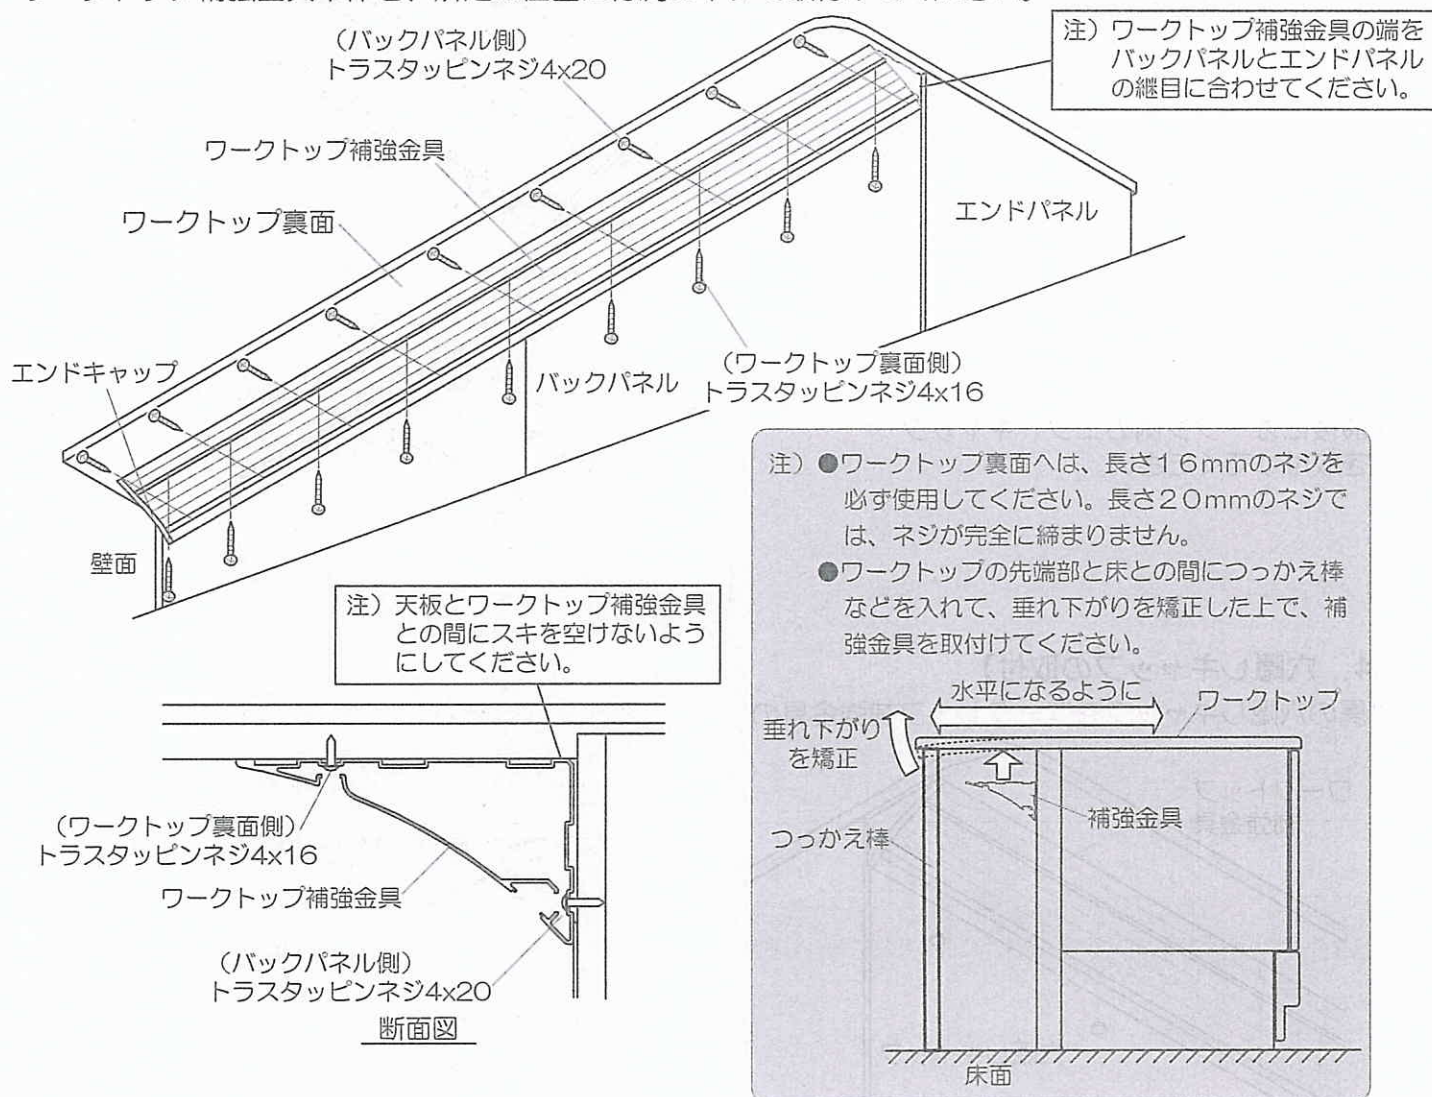 (バックパネル側)
トラスタッピンネジ4x20
注) ワークトップ補強金具の端を
バックパネルとエンドパネル
の継目に合わせてください。
ワークトップ補強金具
ワークトップ裏面
エンドパネル
エンドキャップ
バックパネル
(ワークトップ裏面側)
トラスタッピンネジ4x16
壁面
注) ●ワークトップ裏面へは、長さ16mmのネジを
必ず使用してください。長さ20mmのネジで
は、ネジが完全に締まりません。
●ワークトップの先端部と床との間につっかえ棒
などを入れて、垂れ下がりを矯正した上で、補
強金具を取付けてください。
注) 天板とワークトップ補強金具
との間にスキを空けないよう
にしてください。
水平になるように
ワークトップ
垂れ下がり
を矯正
補強金具
つっかえ棒
床面
(ワークトップ裏面側)
トラスタッピンネジ4x16
ワークトップ補強金具
(バックパネル側)
トラスタッピンネジ4x20
断面図